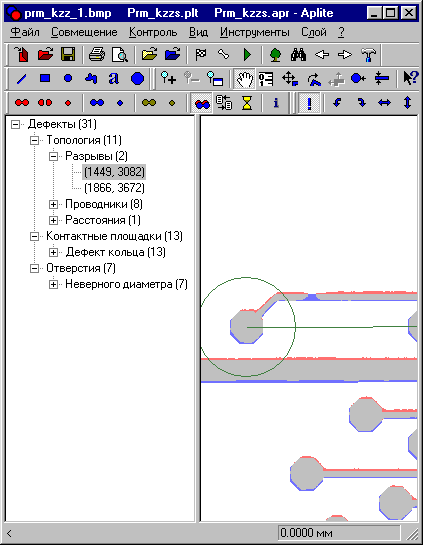 prm_kzz_1.bmp Prm_kzzs.plt Prm_kzzs.apr - Aplite
Файл Совмещение Контроль Вид Инструменты Слой ?
Дефекты (31)
Топология (11)
Разрывы (2)
(1449, 3082)
(1866, 3672)
Проводники (8)
Расстояния (1)
Контактные площадки (13)
Дефект кольца (13)
Отверстия (7)
Неверного диаметра (7)
0.0000 мм